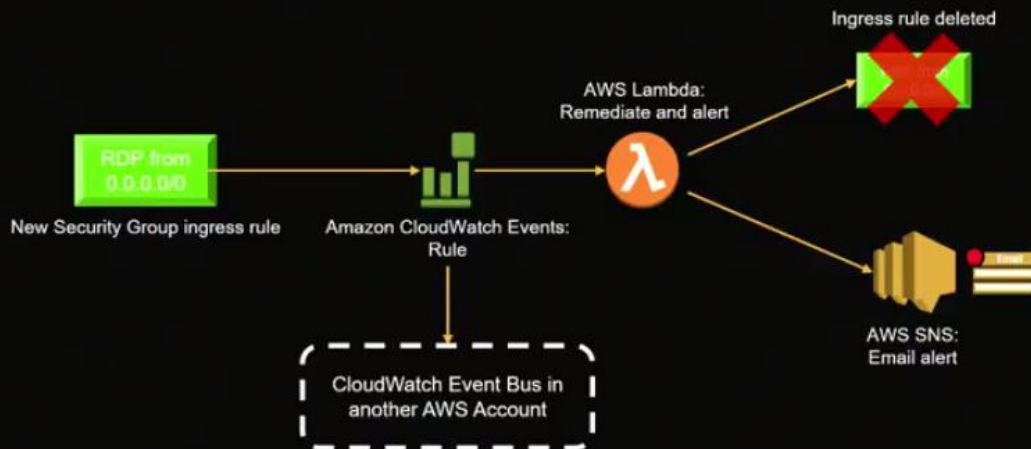 Ingress rule deleted
AWS Lambda:
Remediate and alert
RDP from
0.0.0.0/0
New Security Group ingress rule
Amazon CloudWatch Events:
Rule
Email
AWS SNS:
Email alert
CloudWatch Event Bus in
another AWS Account